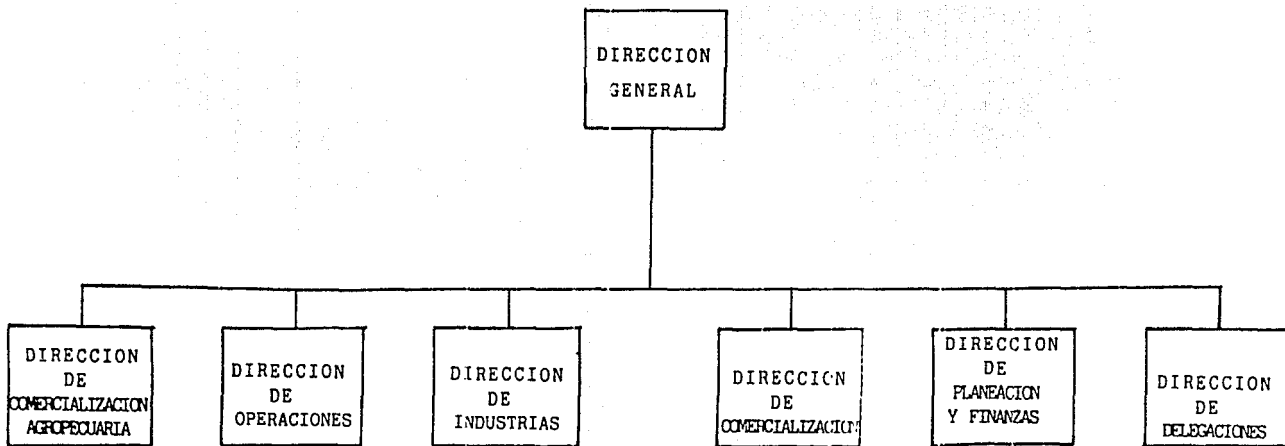 DIRECCION
GENERAL
DIRECCION
DE
COMERCIALIZACION
AGROPECUARIA
DIRECCION
DE
OPERACIONES
DIRECCION
DE
INDUSTRIAS
DIRECCION
DE
COMERCIALIZACION
DIRECCION
DE
PLANEACION
Y FINANZAS
DIRECCION
DE
DELEGACIONES